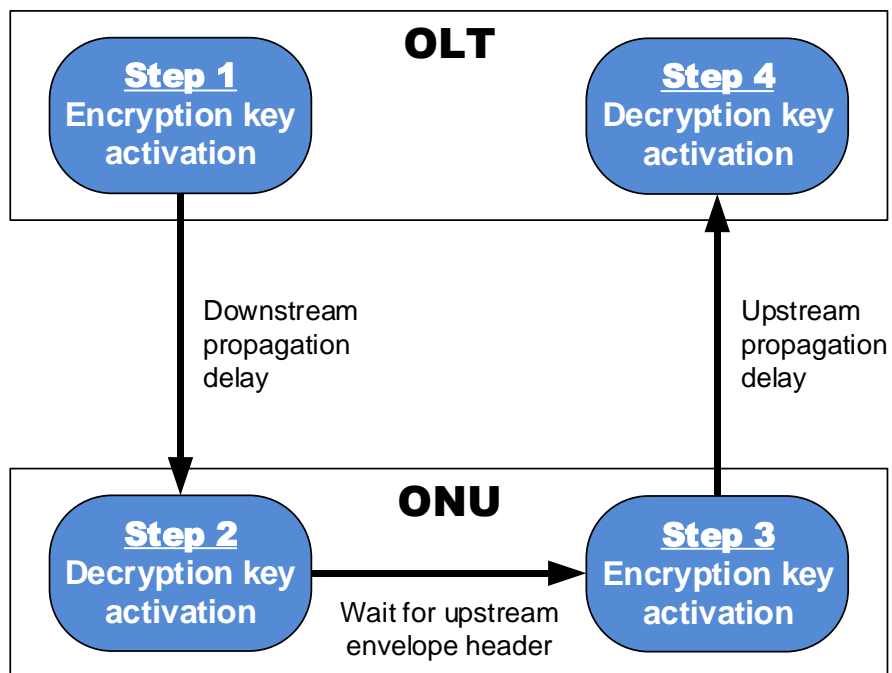 OLT
Step 1
Encryption key
activation
Step 4
Decryption key
activation
Downstream
propagation
delay
Upstream
propagation
delay
ONU
Step 2
Decryption key
activation
Wait for upstream
envelope header
Step 3
Encryption key
activation